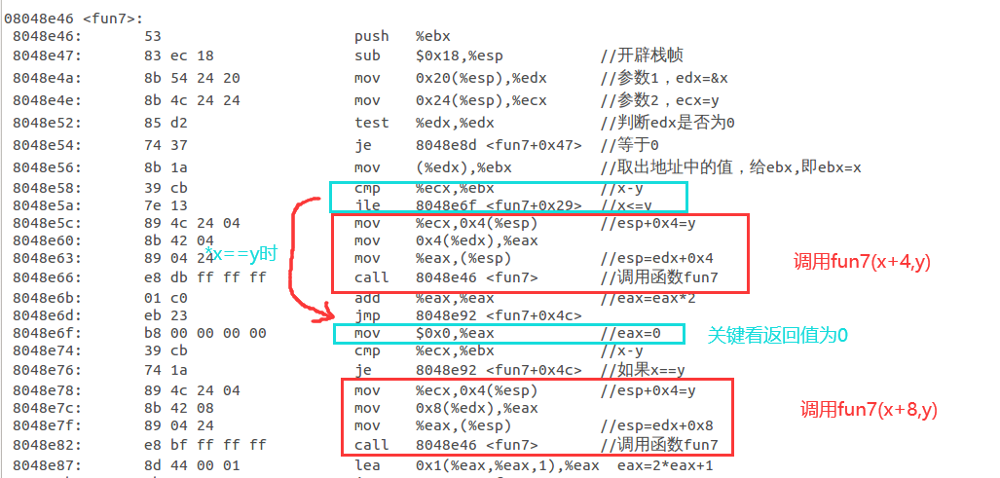 08048e46 <fun7>:
8048e46: 53 push %ebx
8048e47: 83 ec 18 sub $0x18,%esp //开辟栈帧
8048e4a: 8b 54 24 20 mov 0x20(%esp),%edx //参数1，edx=&x
8048e4e: 8b 4c 24 24 mov 0x24(%esp),%ecx //参数2，ecx=y
8048e52: 85 d2 test %edx,%edx //判断edx是否为0
8048e54: 74 37 je 8048e8d <fun7+0x47> //等于0
8048e56: 8b 1a mov (%edx),%ebx //取出地址中的值，给ebx,即ebx=x
8048e58: 39 cb cmp %ecx,%ebx //x-y
8048e5a: 7e 13 jle 8048e6f <fun7+0x29> //x<=y
8048e5c: 89 4c 24 04 mov %ecx,0x4(%esp) //esp+0x4=y
8048e60: 8b 42 04 mov 0x4(%edx),%eax
*x==y时
8048e63: 89 04 24 mov %eax,(%esp) //esp=edx+0x4
调用fun7(x+4,y)
8048e66: e8 db ff ff ff call 8048e46 <fun7> //调用函数fun7
8048e6b: 01 c0 add %eax,%eax //eax=eax*2
8048e6d: eb 23 jmp 8048e92 <fun7+0x4c>
8048e6f: b8 00 00 00 00 mov $0x0,%eax //eax=0
关键看返回值为0
8048e74: 39 cb cmp %ecx,%ebx //x-y
8048e76: 74 1a je 8048e92 <fun7+0x4c> //如果x==y
8048e78: 89 4c 24 04 mov %ecx,0x4(%esp) //esp+0x4=y
8048e7c: 8b 42 08 mov 0x8(%edx),%eax
调用fun7(x+8,y)
8048e7f: 89 04 24 mov %eax,(%esp) //esp=edx+0x8
8048e82: e8 bf ff ff ff call 8048e46 <fun7> //调用函数fun7
8048e87: 8d 44 00 01 lea 0x1(%eax,%eax,1),%eax eax=2*eax+1